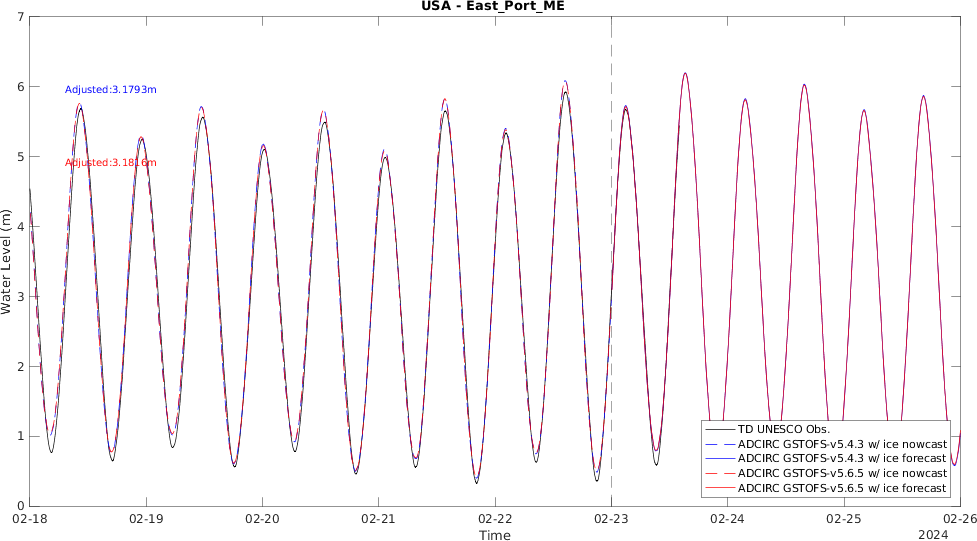 USA - East_Port_ME
Adjusted:3.1793m
Adjusted:3.1816m
Water Level (m)
7
6
5
4
3
2
1
0
TD UNESCO Obs.
ADCIRC GSTOFS-v5.4.3 w/ ice nowcast
ADCIRC GSTOFS-v5.4.3 w/ ice forecast
ADCIRC GSTOFS-v5.6.5 w/ ice nowcast
ADCIRC GSTOFS-v5.6.5 w/ ice forecast
02-18 02-19 02-20 02-21 02-22 02-23 02-24 02-25 02-26
Time
2024